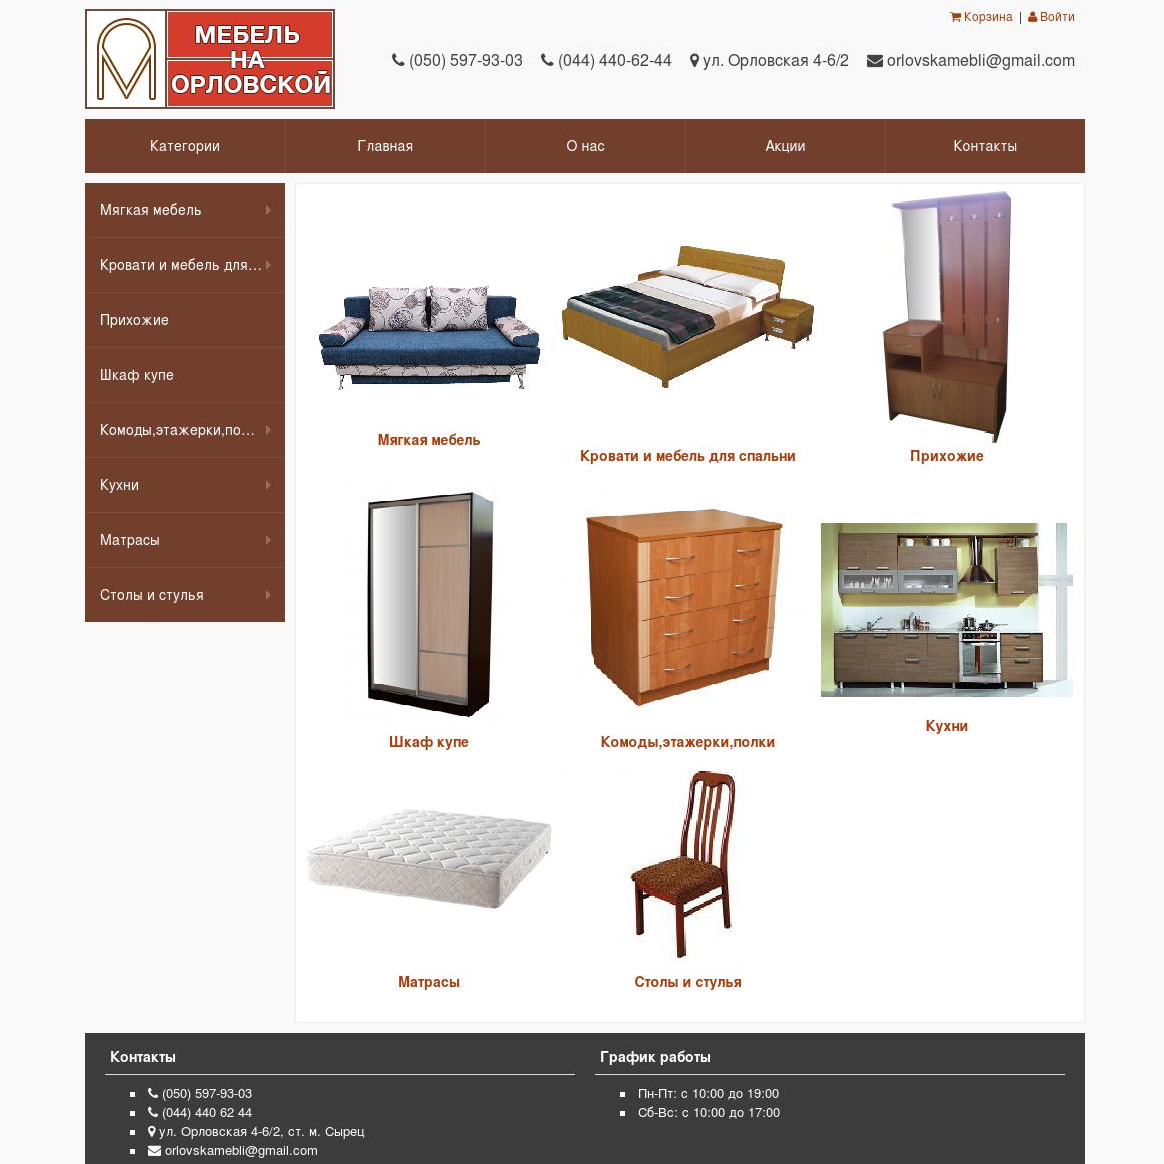 МЕБЕЛЬ
НА
ОРЛОВСКОЙ
Корзина | Войти
(050) 597-93-03 (044) 440-62-44 ул. Орловская 4-6/2 orlovskamebli@gmail.com
Категории Главная О нас Акции Контакты
Мягкая мебель
Кровати и мебель для...
Прихожие
Шкаф купе
Комоды,этажерки,по...
Кухни
Матрасы
Столы и стулья
Мягкая мебель
Кровати и мебель для спальни
Прихожие
Шкаф купе
Комоды,этажерки,полки
Кухни
Матрасы
Столы и стулья
Контакты
(050) 597-93-03
(044) 440 62 44
ул. Орловская 4-6/2, ст. м. Сырец
orlovskamebli@gmail.com
График работы
Пн-Пт: с 10:00 до 19:00
Сб-Вс: с 10:00 до 17:00